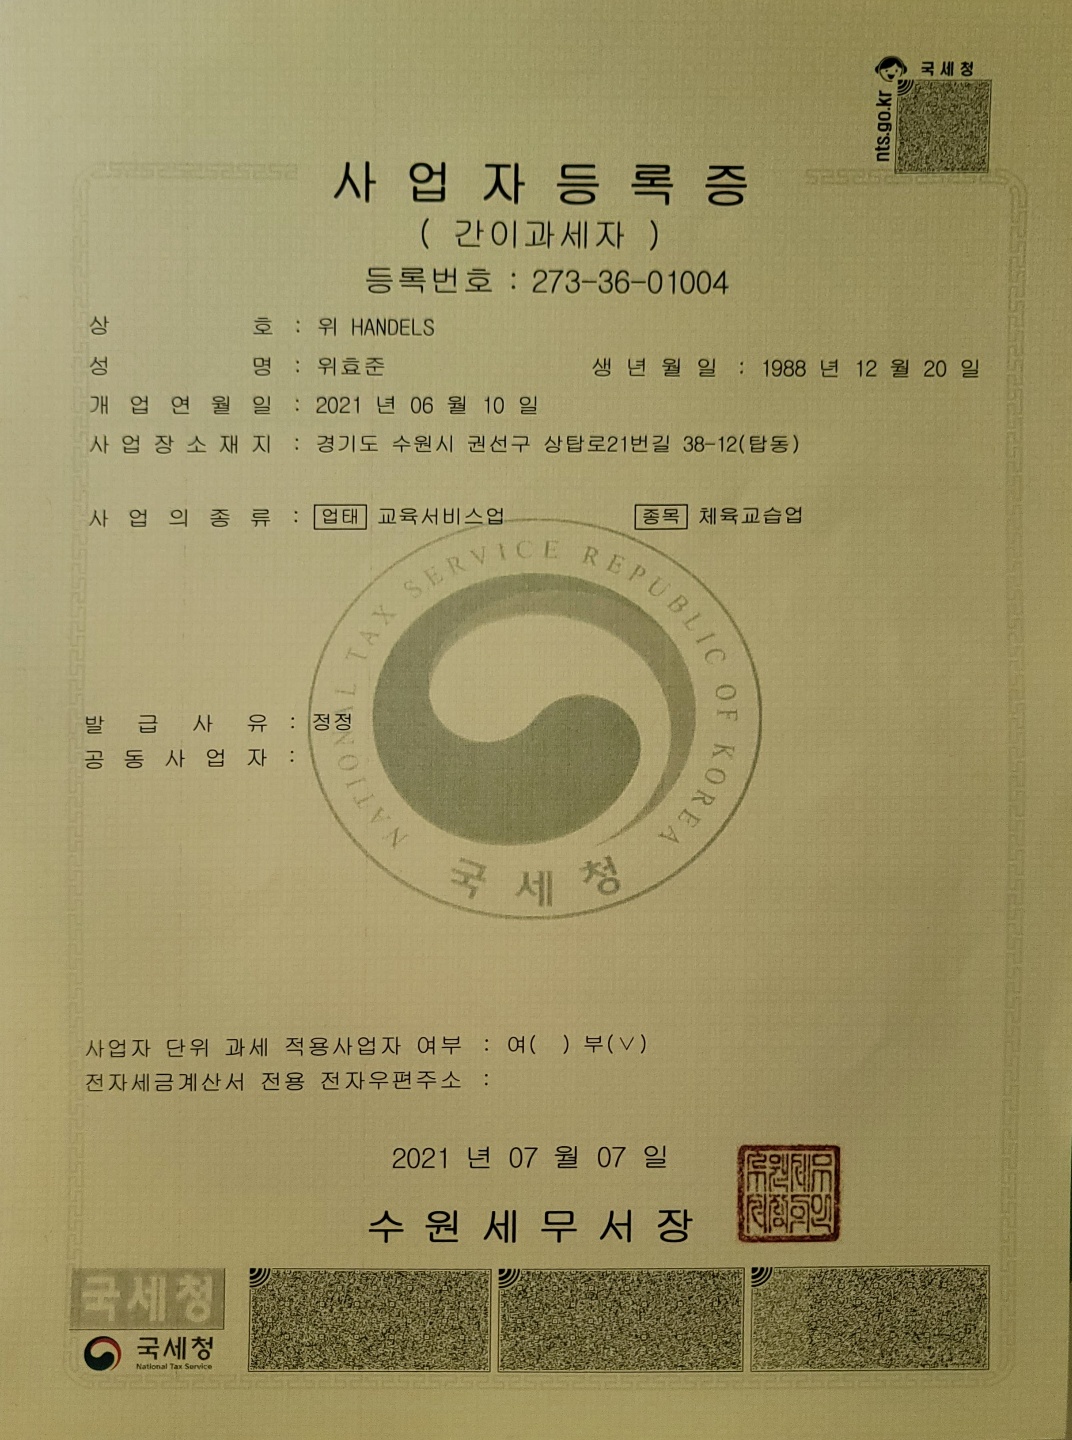 국세청
nts.go.kr
사업자등록증
( 간이과세자 )
등록번호 : 273-36-01004
상 호 : 위 HANDELS
성 명 : 위효준 생년월일 : 1988 년 12 월 20 일
개업연월일 : 2021 년 06 월 10 일
사업장소재지 : 경기도 수원시 권선구 상탑로21번길 38-12(탑동)
사업의종류 : 업태 교육서비스업 종목 체육교습업
NATIONAL TAX SERVICE REPUBLIC OF KOREA
국세청
발급사유 : 정정
공동사업자 :
사업자 단위 과세 적용사업자 여부 : 여( ) 부(∨)
전자세금계산서 전용 전자우편주소 :
2021 년 07 월 07 일
수원세무서장
국세청
국세청
National Tax Service